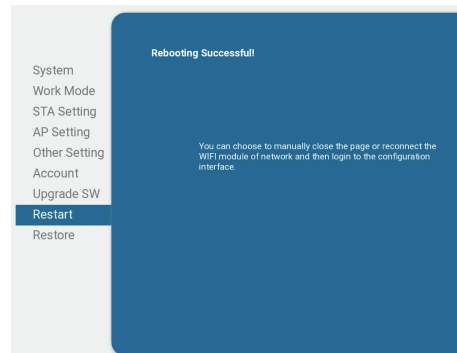 Rebooting Successful!
System
Work Mode
STA Setting
AP Setting
Other Setting
Account
Upgrade SW
Restart
Restore
You can choose to manually close the page or reconnect the
WIFI module of network and then login to the configuration
interface.